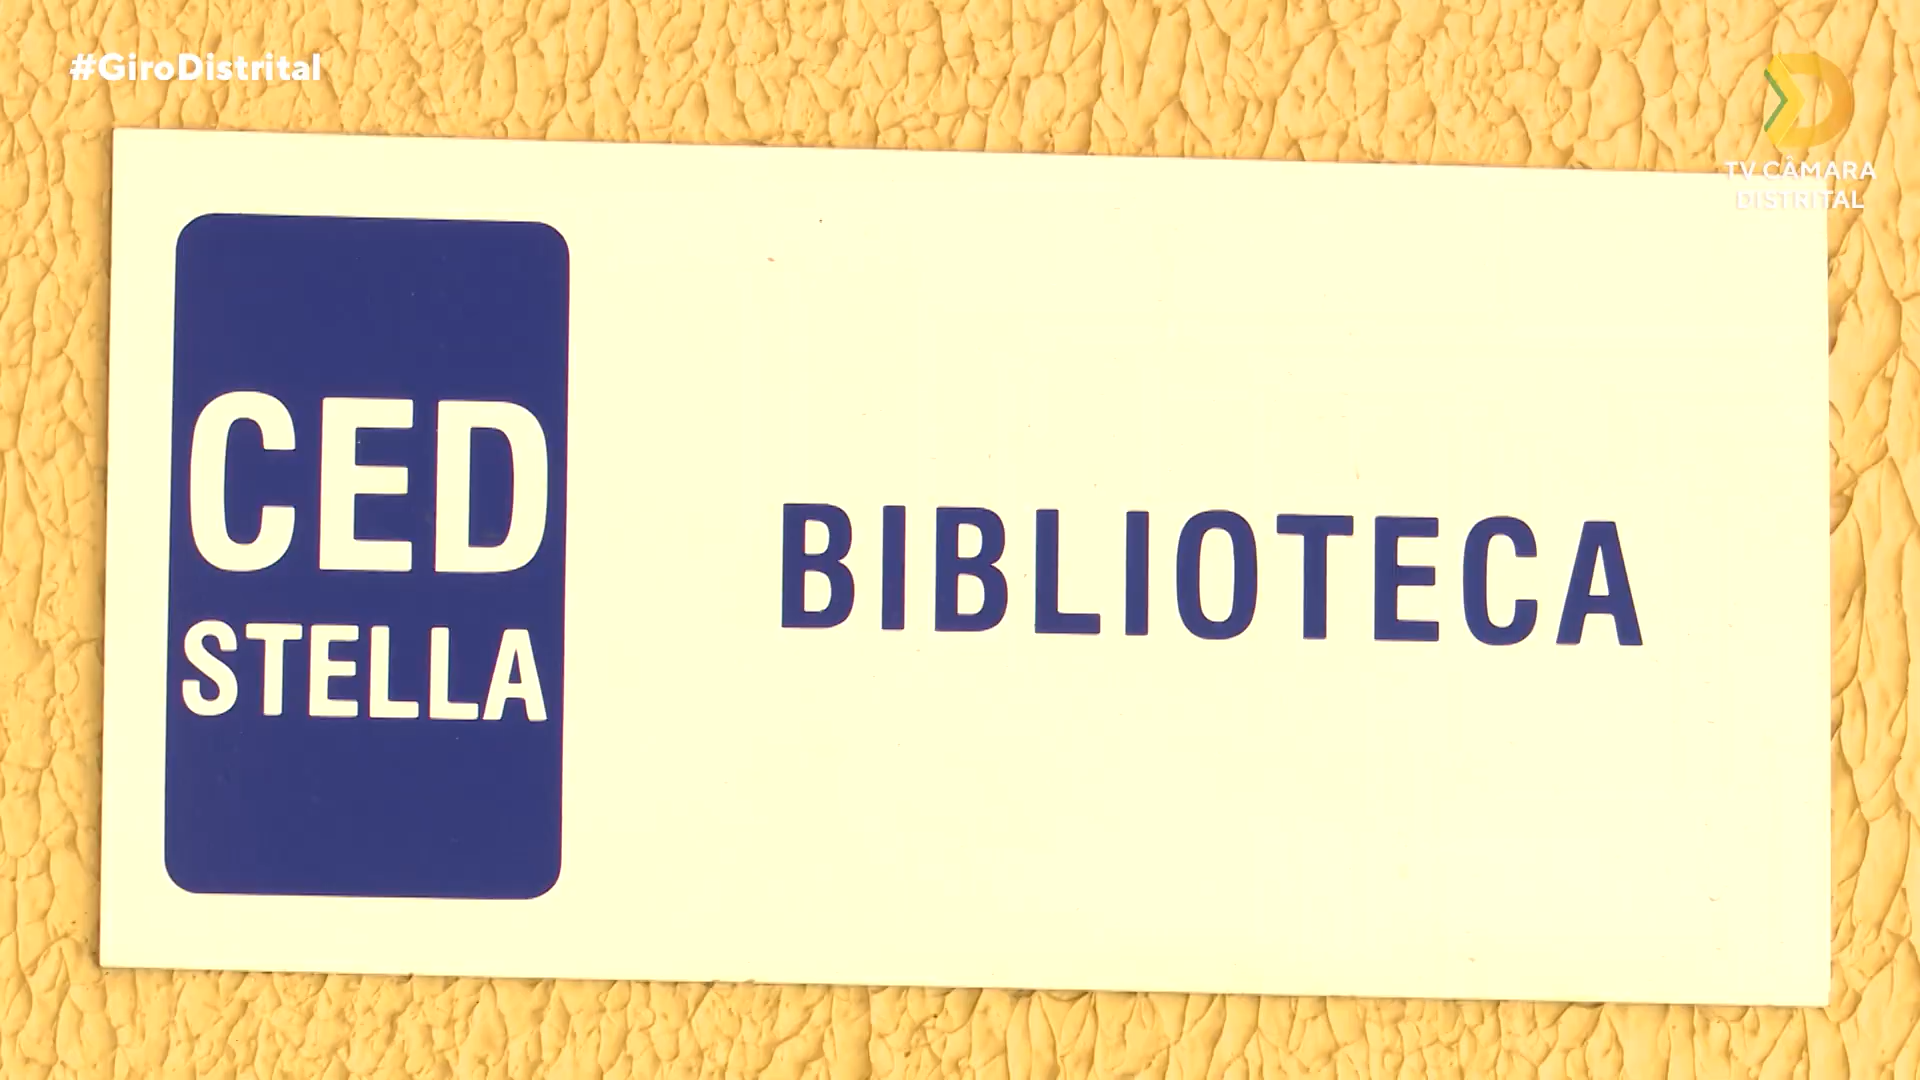 #GiroDistrital
TV CÂMARA
DISTRITAL
CED
STELLA
BIBLIOTECA